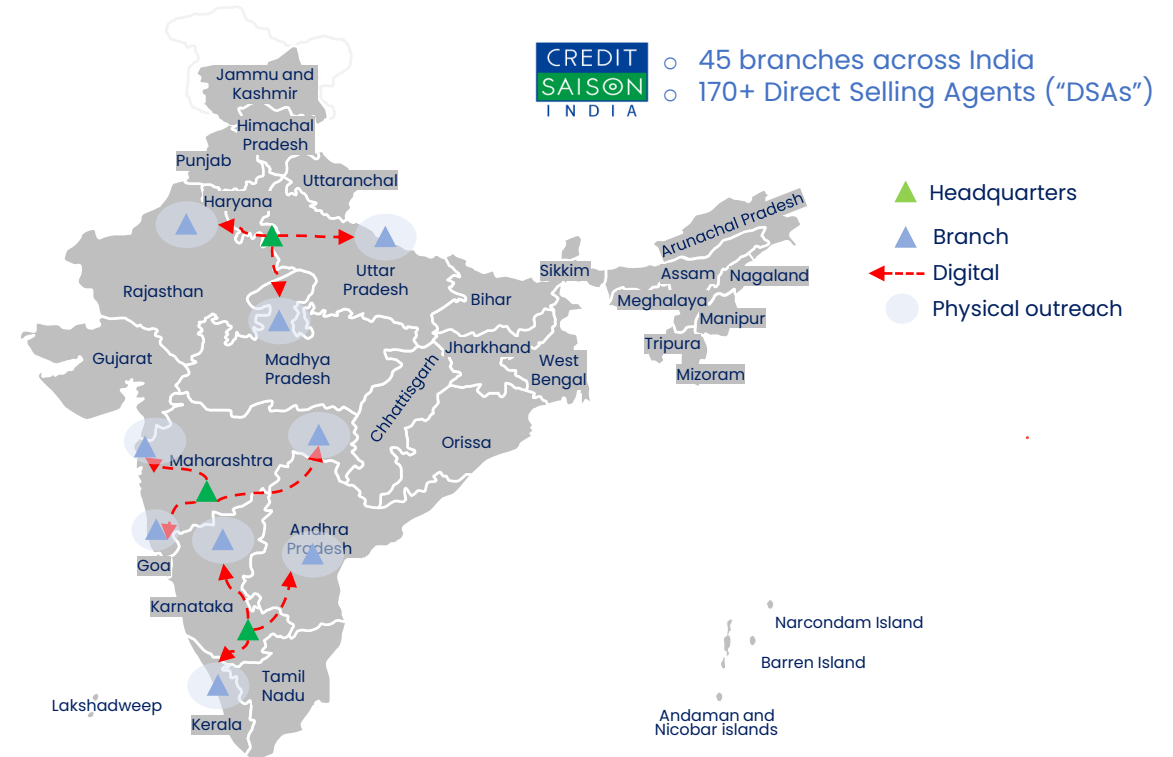 CREDIT
SAISON
INDIA
45 branches across India
170+ Direct Selling Agents (“DSAs”)
Jammu and
Kashmir
Himachal
Pradesh
Punjab
Uttaranchal
Haryana
Headquarters
Branch
Digital
Physical outreach
Arunachal Pradesh
Sikkim
Assam
Nagaland
Uttar
Pradesh
Rajasthan
Bihar
Meghalaya
Manipur
Tripura
Mizoram
Gujarat
Madhya
Pradesh
Jharkhand
West
Bengal
Chhattisgarh
Orissa
Maharashtra
Andhra
Pradesh
Goa
Karnataka
Tamil
Nadu
Kerala
Lakshadweep
Narcondam Island
Barren Island
Andaman and
Nicobar islands